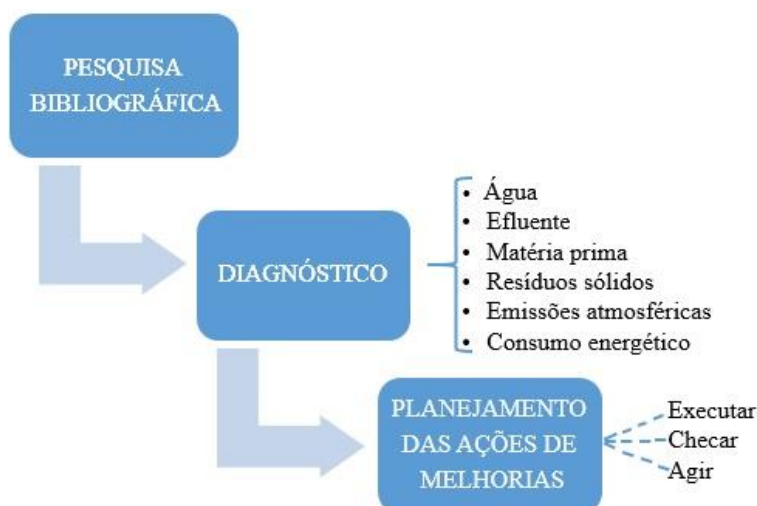 PESQUISA
BIBLIOGRÁFICA
DIAGNÓSTICO
• Água
• Efluente
• Matéria prima
• Resíduos sólidos
• Emissões atmosféricas
• Consumo energético
PLANEJAMENTO
DAS AÇÕES DE
MELHORIAS
Executar
Checar
Agir